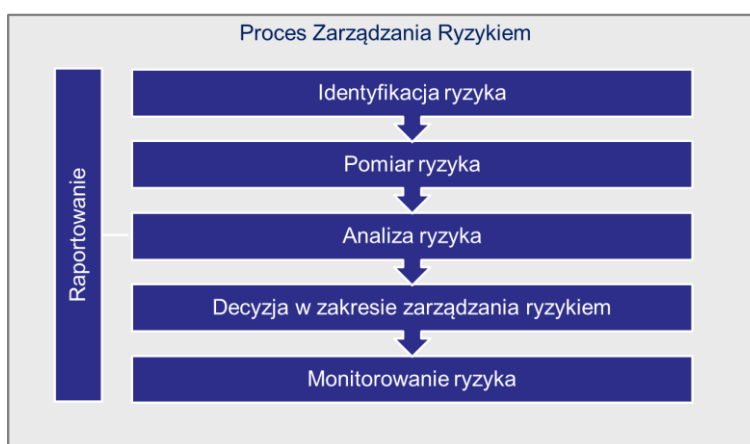 Proces Zarządzania Ryzykiem
Raportowanie
Identyfikacja ryzyka
Pomiar ryzyka
Analiza ryzyka
Decyzja w zakresie zarządzania ryzykiem
Monitorowanie ryzyka